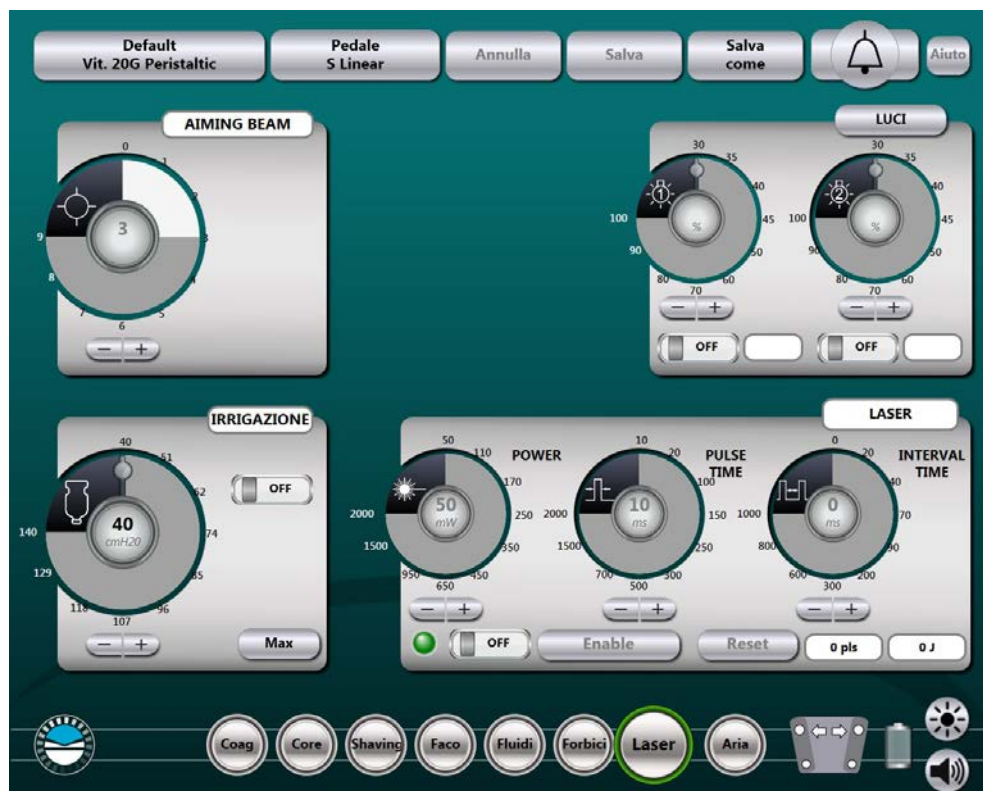 Default
Vit. 20G Peristaltic
Pedale
S Linear
Annulla
Salva
Salva
come
Aiuto
AIMING BEAM
0
1
2
3
4
5
6
7
8
9
3
LUCI
30
35
40
45
50
60
70
80
90
100
1
%
30
35
40
45
50
60
70
80
90
100
2
%
OFF
OFF
IRRIGAZIONE
40
51
62
74
85
96
107
118
129
140
40
cmH20
OFF
Max
LASER
POWER
50
110
170
250
350
450
650
950
1500
2000
50
mW
PULSE
TIME
10
20
100
150
250
300
500
700
1500
2000
10
ms
INTERVAL
TIME
0
20
40
70
90
200
300
600
800
1000
0
ms
OFF
Enable
Reset
0 pls
0 J
Coag
Core
Shaving
Faco
Fluidi
Forbici
Laser
Aria